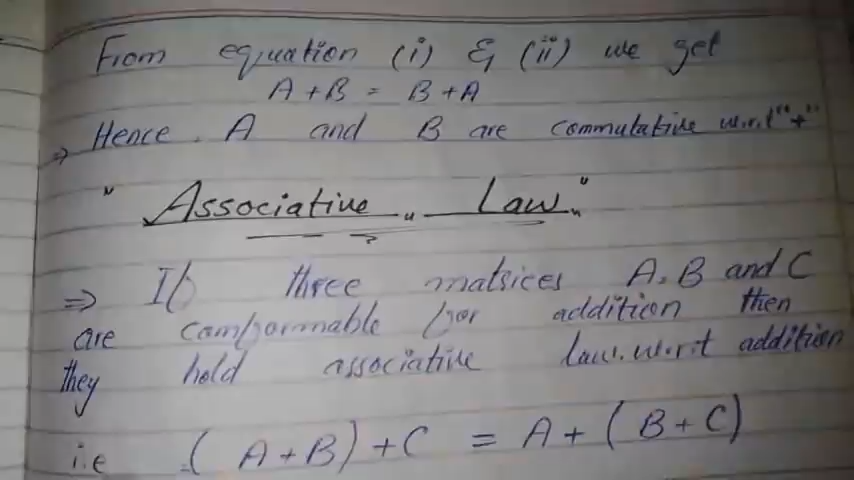 From equation (i) & (ii) we get
A + B = B + A
⇒ Hence, A and B are commutative w.r.t "+"
" Associative „ Law „"
⇒ If three matrices A, B and C
are comformable for addition then
they hold associative law. w.r.t addition
i.e (A + B) + C = A + (B + C)